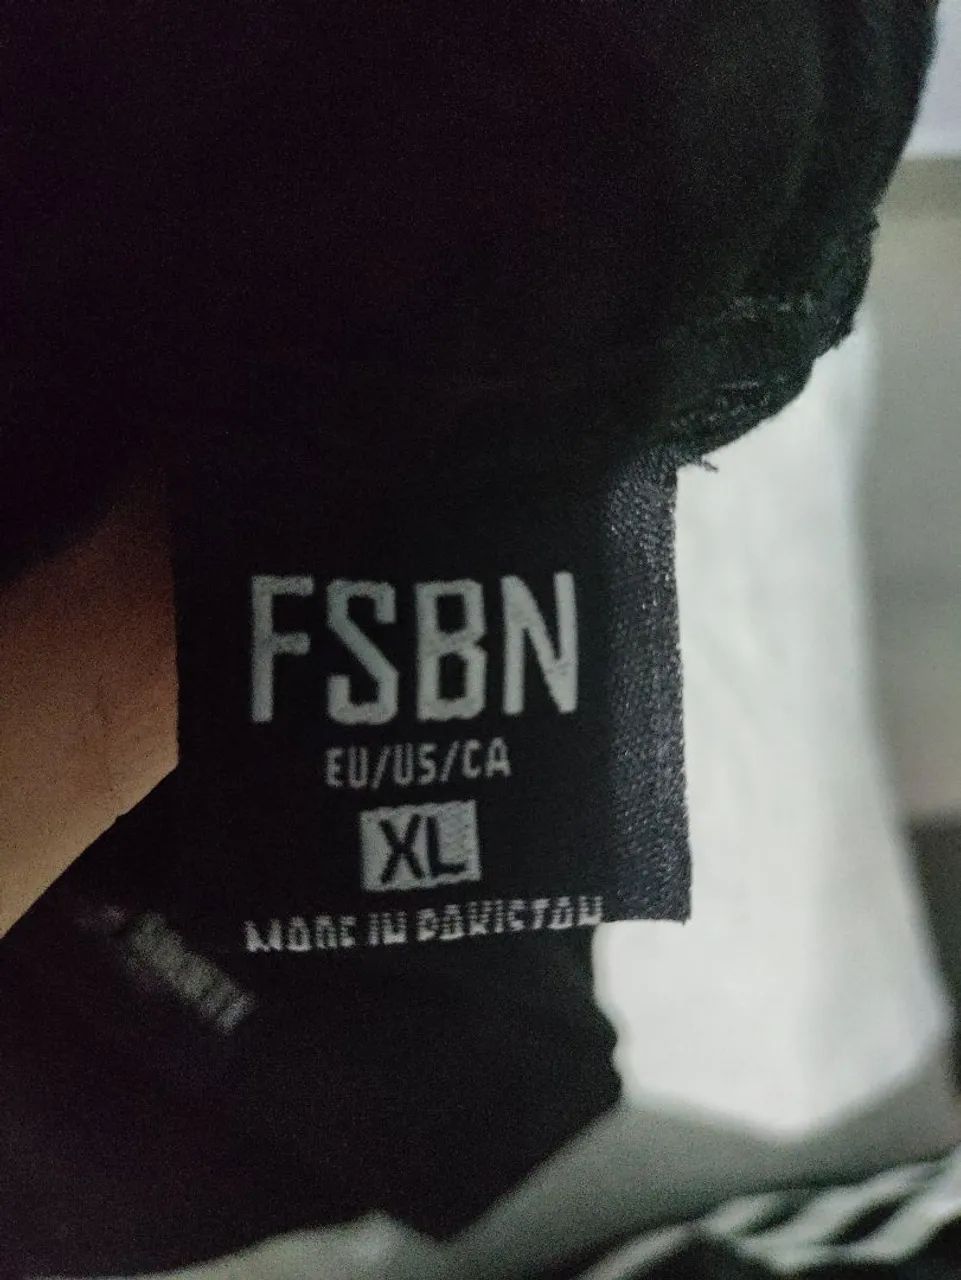 FSBN
EU/US/CA
XL
MADE IN PAKISTAN